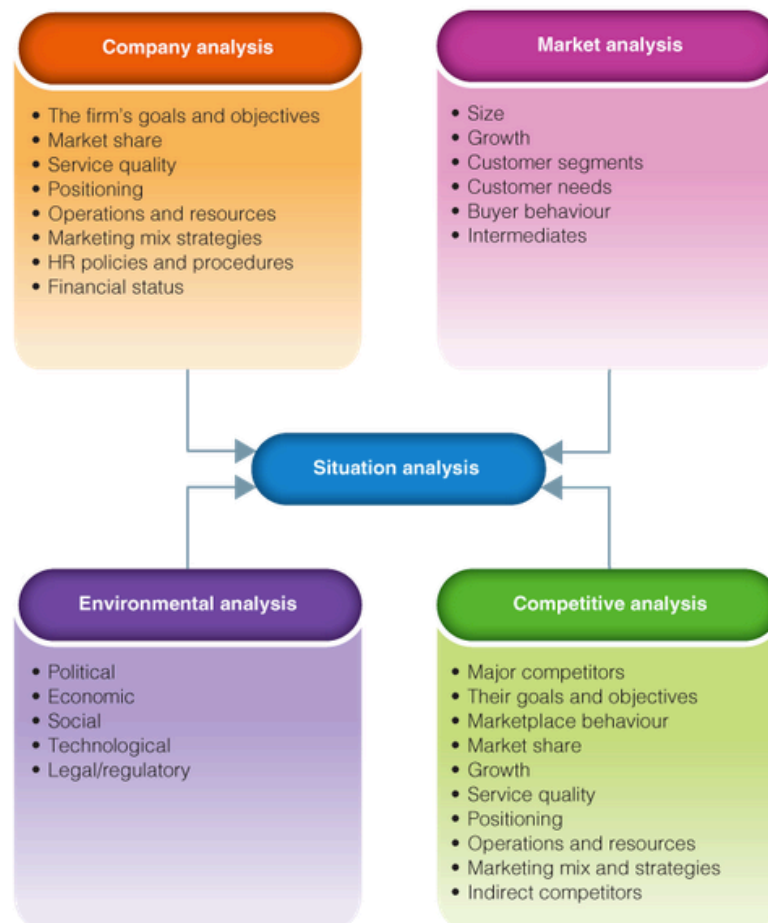 Company analysis
• The firm's goals and objectives
• Market share
• Service quality
• Positioning
• Operations and resources
• Marketing mix strategies
• HR policies and procedures
• Financial status
Market analysis
• Size
• Growth
• Customer segments
• Customer needs
• Buyer behaviour
• Intermediates
Situation analysis
Environmental analysis
• Political
• Economic
• Social
• Technological
• Legal/regulatory
Competitive analysis
• Major competitors
• Their goals and objectives
• Marketplace behaviour
• Market share
• Growth
• Service quality
• Positioning
• Operations and resources
• Marketing mix and strategies
• Indirect competitors